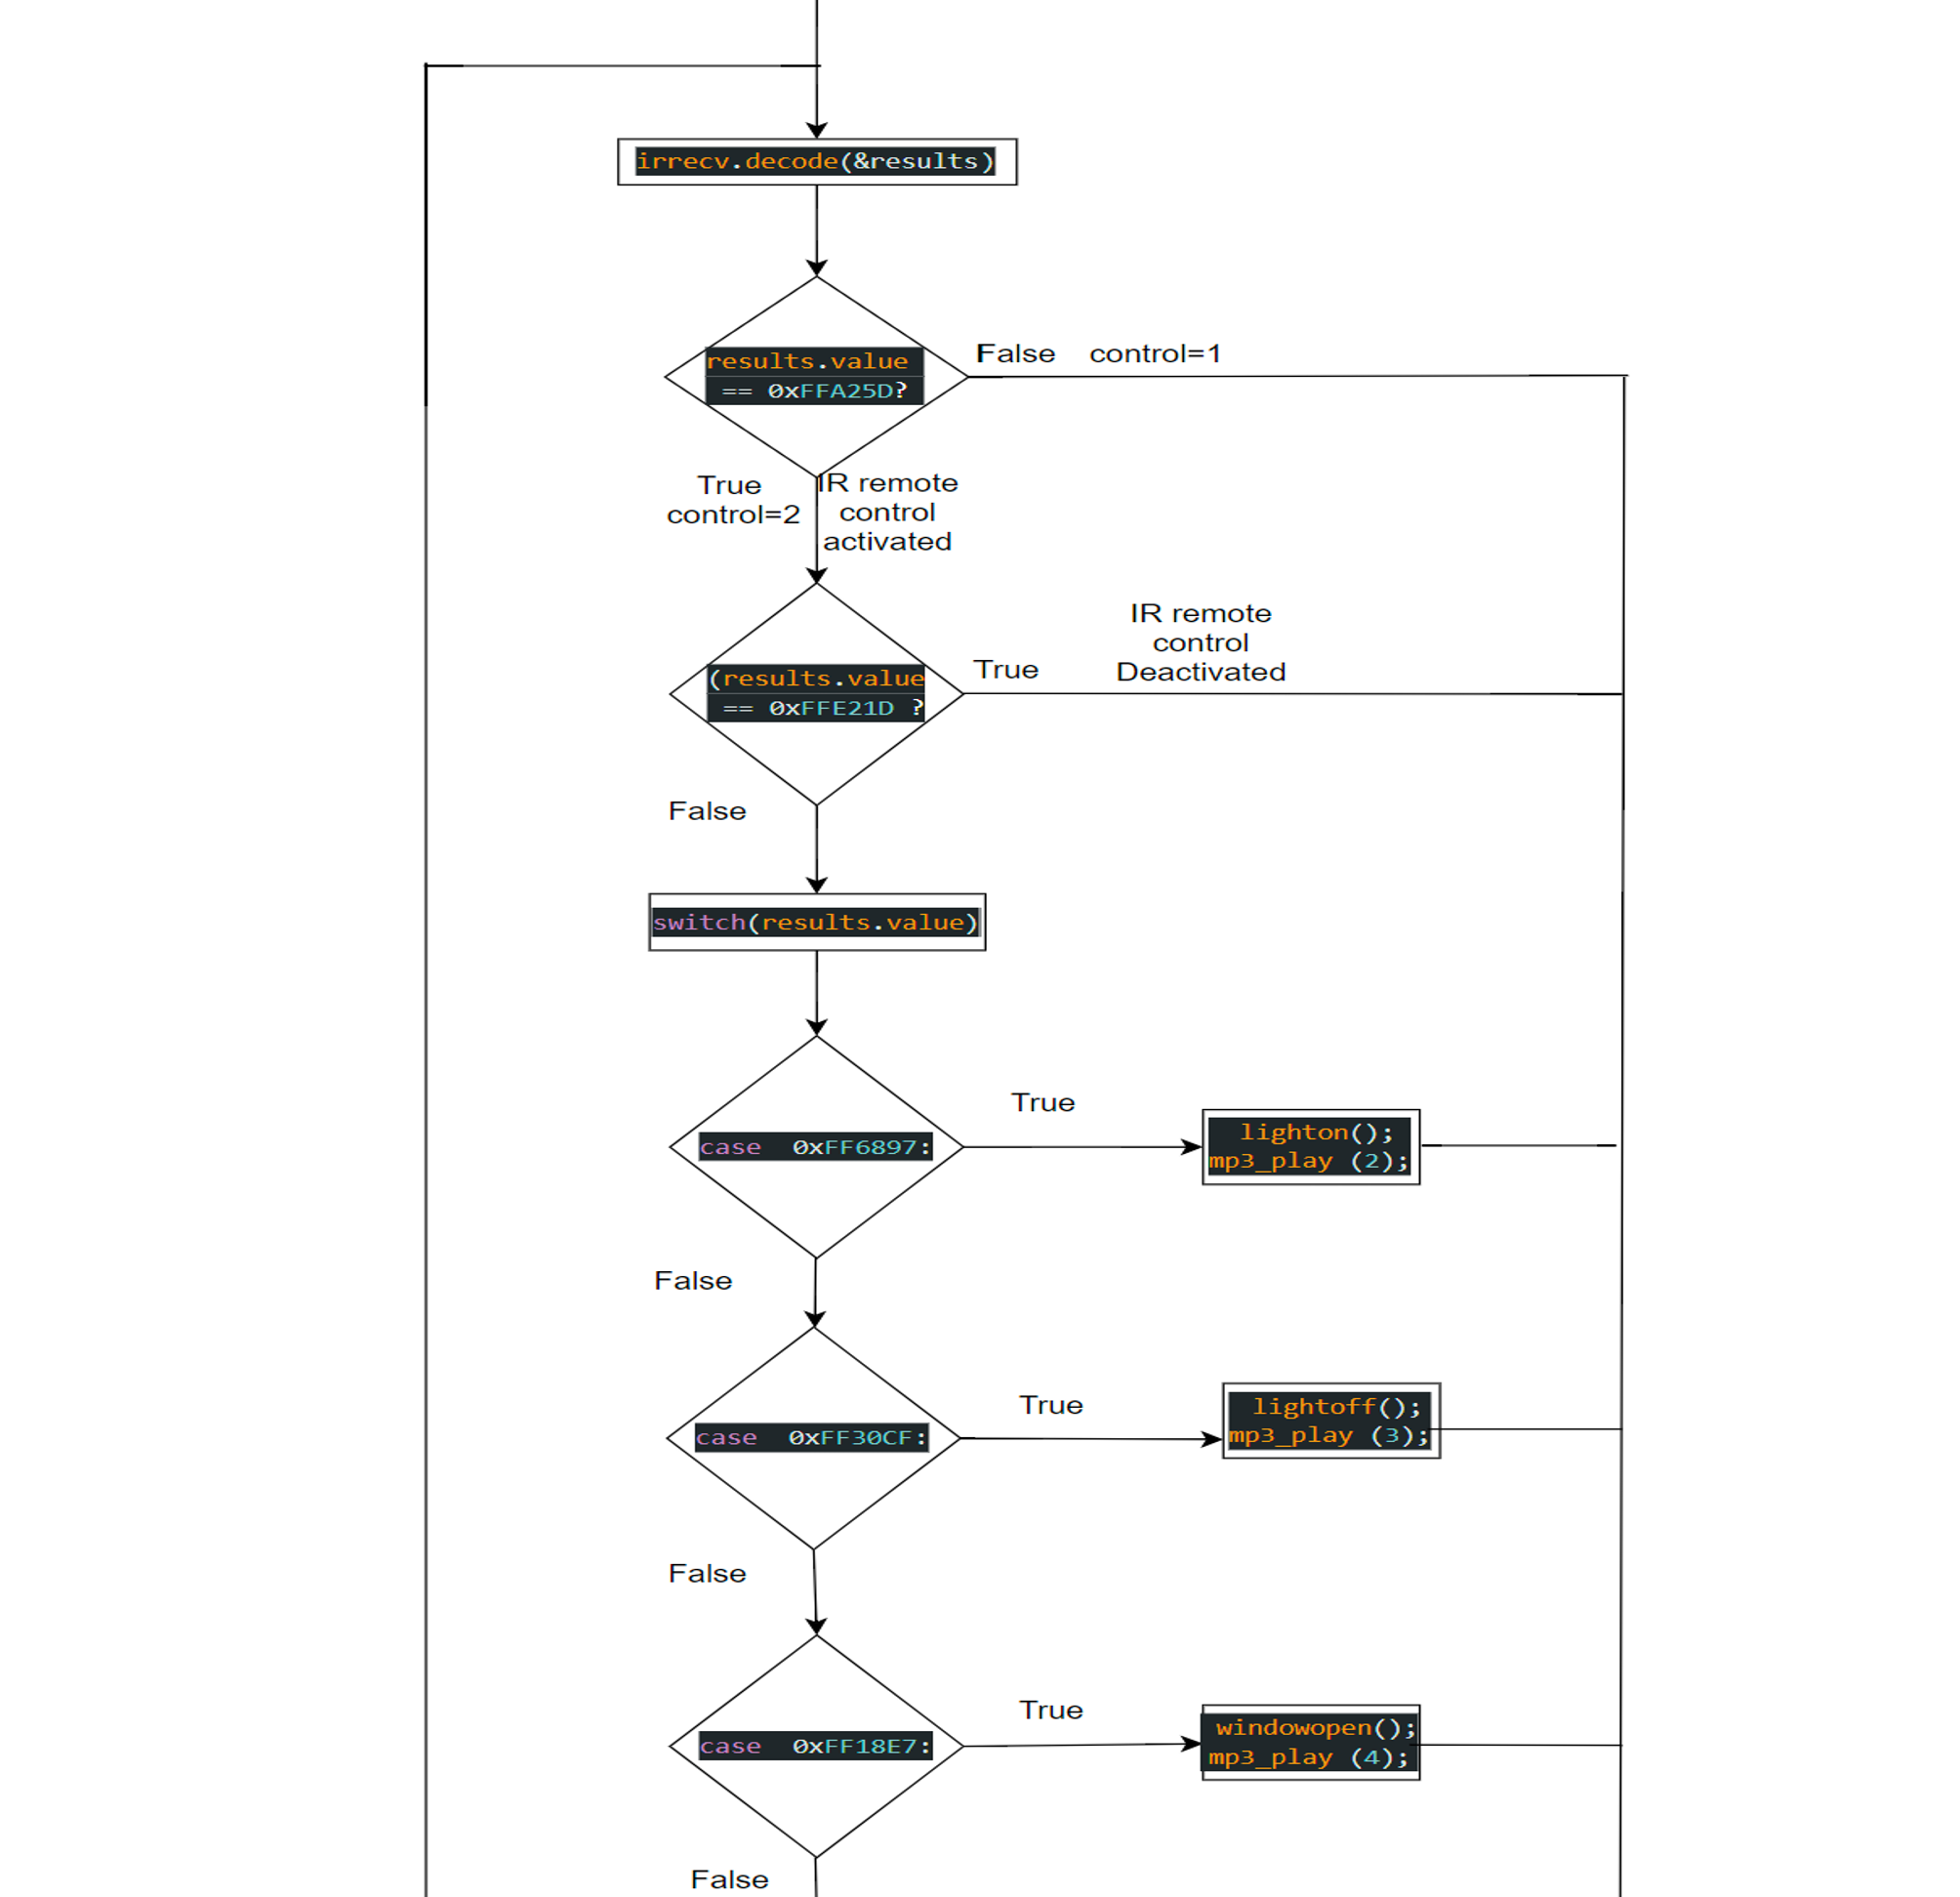 irrecv.decode(&results)
results.value
== 0xFFA25D?
False control=1
True
control=2
IR remote
control
activated
(results.value
== 0xFFE21D ?
True
IR remote
control
Deactivated
False
switch(results.value)
case 0xFF6897:
True
lighton();
mp3_play (2);
False
case 0xFF30CF:
True
lightoff();
mp3_play (3);
False
case 0xFF18E7:
True
windowopen();
mp3_play (4);
False